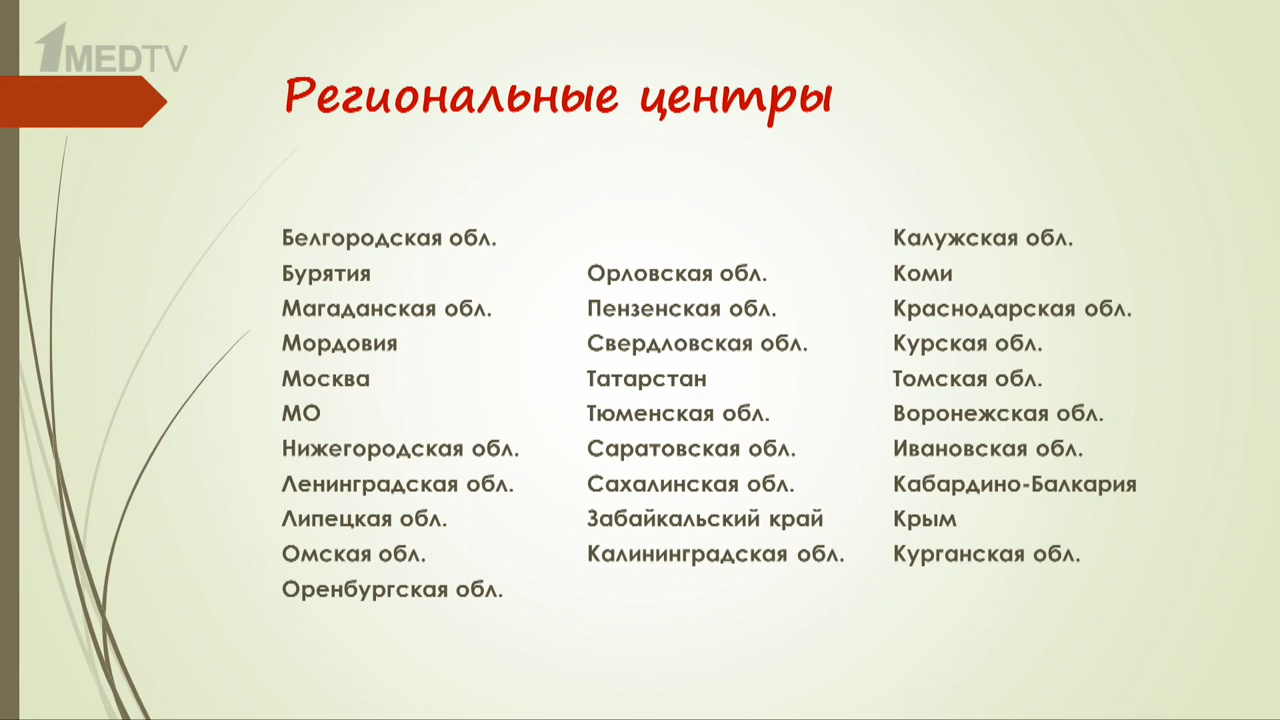 1MEDTV
Региональные центры
Белгородская обл.
Бурятия
Магаданская обл.
Мордовия
Москва
МО
Нижегородская обл.
Ленинградская обл.
Липецкая обл.
Омская обл.
Оренбургская обл.
Орловская обл.
Пензенская обл.
Свердловская обл.
Татарстан
Тюменская обл.
Саратовская обл.
Сахалинская обл.
Забайкальский край
Калининградская обл.
Калужская обл.
Коми
Краснодарская обл.
Курская обл.
Томская обл.
Воронежская обл.
Ивановская обл.
Кабардино-Балкария
Крым
Курганская обл.